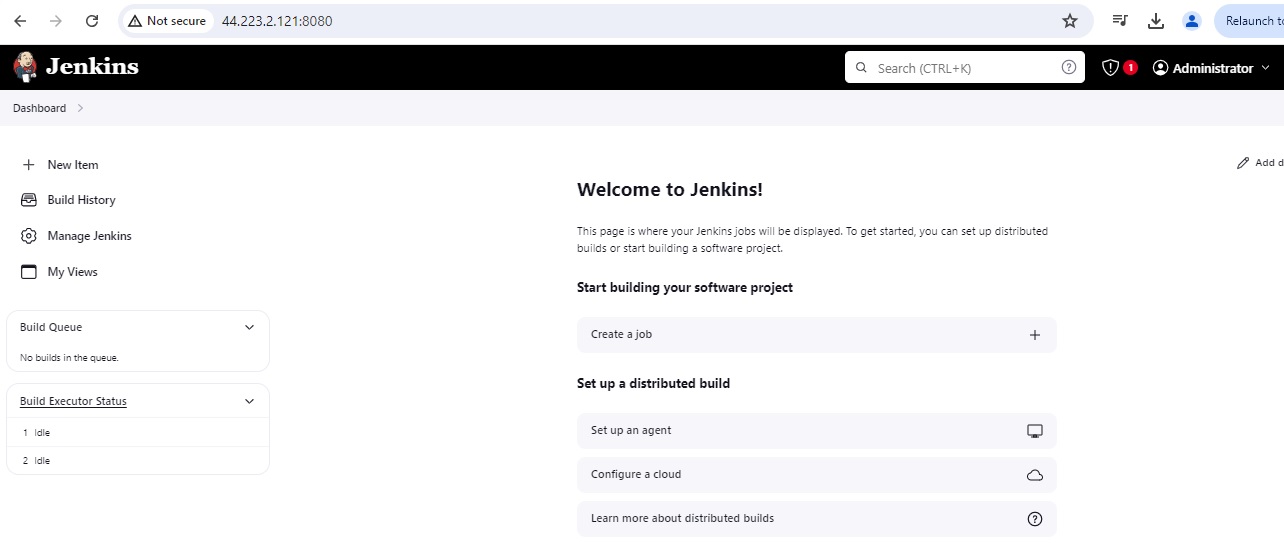 Not secure 44.223.2.121:8080 Relaunch to
Jenkins Search (CTRL+K) 1 Administrator
Dashboard
New Item
Build History
Manage Jenkins
My Views
Build Queue
No builds in the queue.
Build Executor Status
1 Idle
2 Idle
Add d
Welcome to Jenkins!
This page is where your Jenkins jobs will be displayed. To get started, you can set up distributed
builds or start building a software project.
Start building your software project
Create a job
Set up a distributed build
Set up an agent
Configure a cloud
Learn more about distributed builds